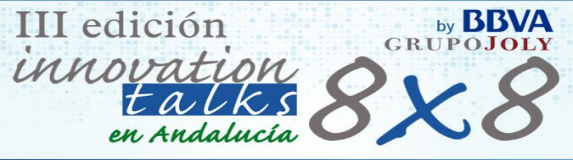 III edición
innovation
talks
en Andalucía
8x8
by BBVA
GRUPOJOLY